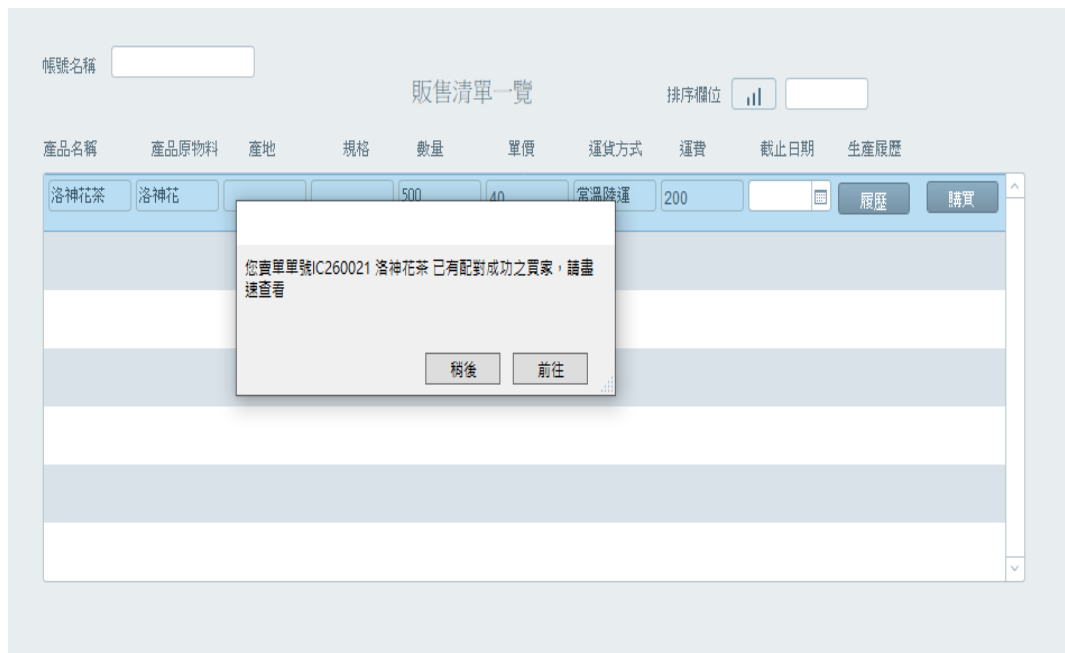 帳號名稱
販售清單一覽
排序欄位
產品名稱 產品原物料 產地 規格 數量 單價 運貨方式 運費 截止日期 生產履歷
洛神花茶 洛神花 500 40 常溫陸運 200 履歷 購買
您賣單單號IC260021 洛神花茶 已有配對成功之買家，請盡
速查看
稍後 前往